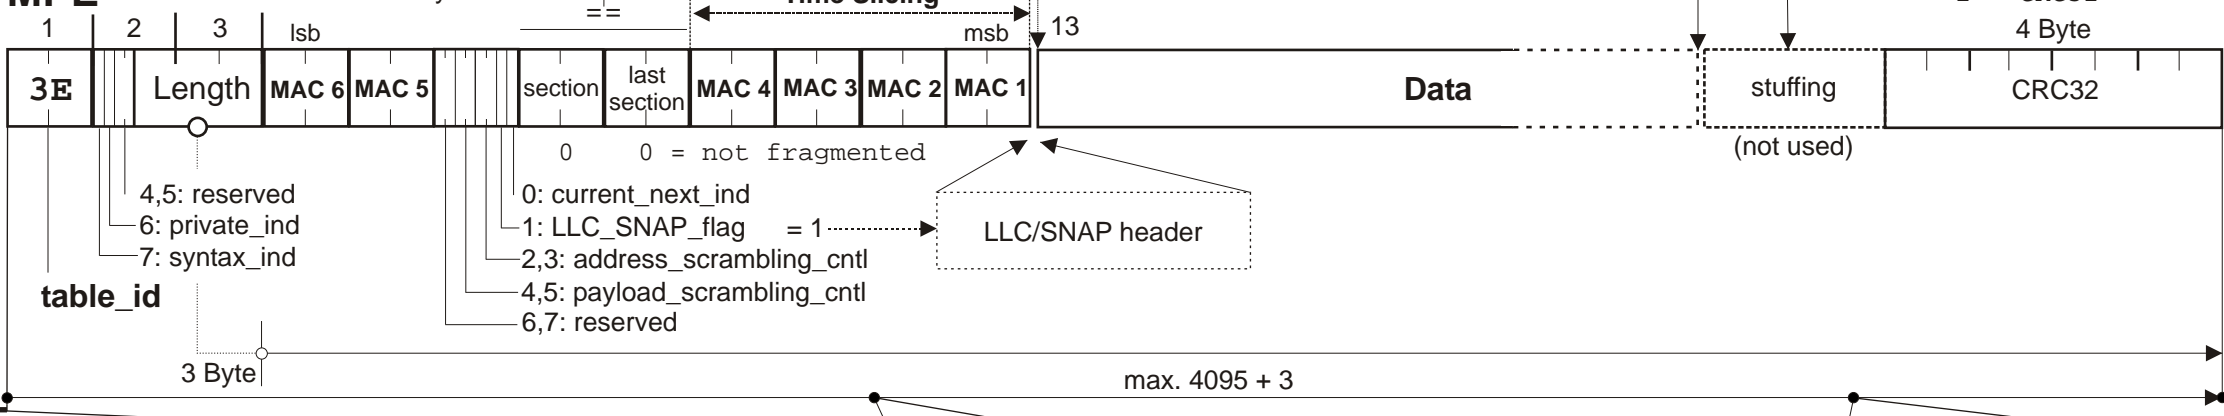 ==
1 2 3 lsb msb 13 4 Byte
3E Length MAC 6 MAC 5 section last section MAC 4 MAC 3 MAC 2 MAC 1 Data stuffing CRC32
0 0 = not fragmented
(not used)
4,5: reserved
6: private_ind
7: syntax_ind
table_id
0: current_next_ind
1: LLC_SNAP_flag = 1
LLC/SNAP header
2,3: address_scrambling_cntl
4,5: payload_scrambling_cntl
6,7: reserved
3 Byte
max. 4095 + 3